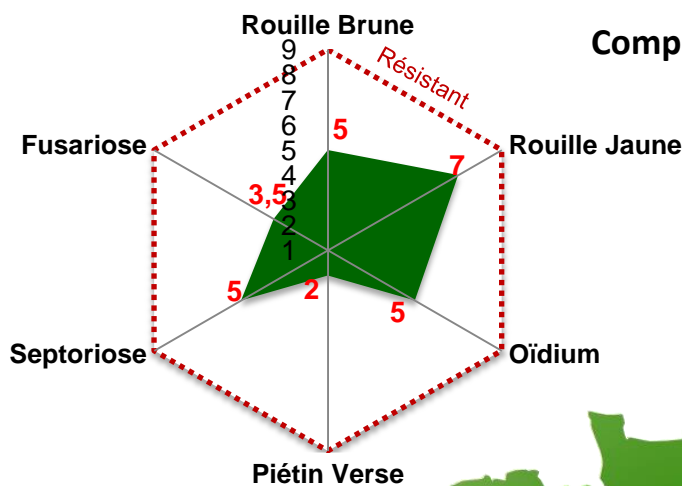 Rouille Brune
Comp
Résistant
9
8
7
6
5
4
3
2
1
5
Rouille Jaune
7
Fusariose
3,5
5
2
5
Septoriose
Oïdium
Piétin Verse